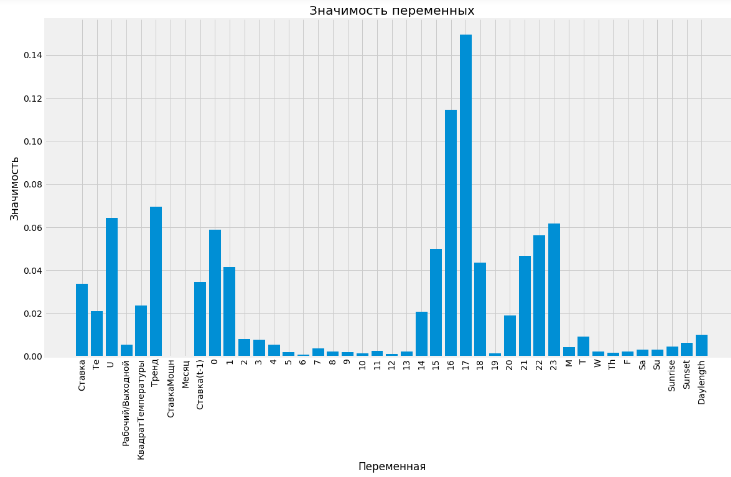 Значимость переменных
Значимость
0.14
0.12
0.10
0.08
0.06
0.04
0.02
0.00
Ставка
Te
U
Рабочий/Выходной
КвадратТемпературы
Тренд
СтавкаМощн
Месяц
Ставка(t-1)
0
1
2
3
4
5
6
7
8
9
10
11
12
13
14
15
16
17
18
19
20
21
22
23
M
T
W
Th
F
Sa
Su
Sunrise
Sunset
Daylength
Переменная